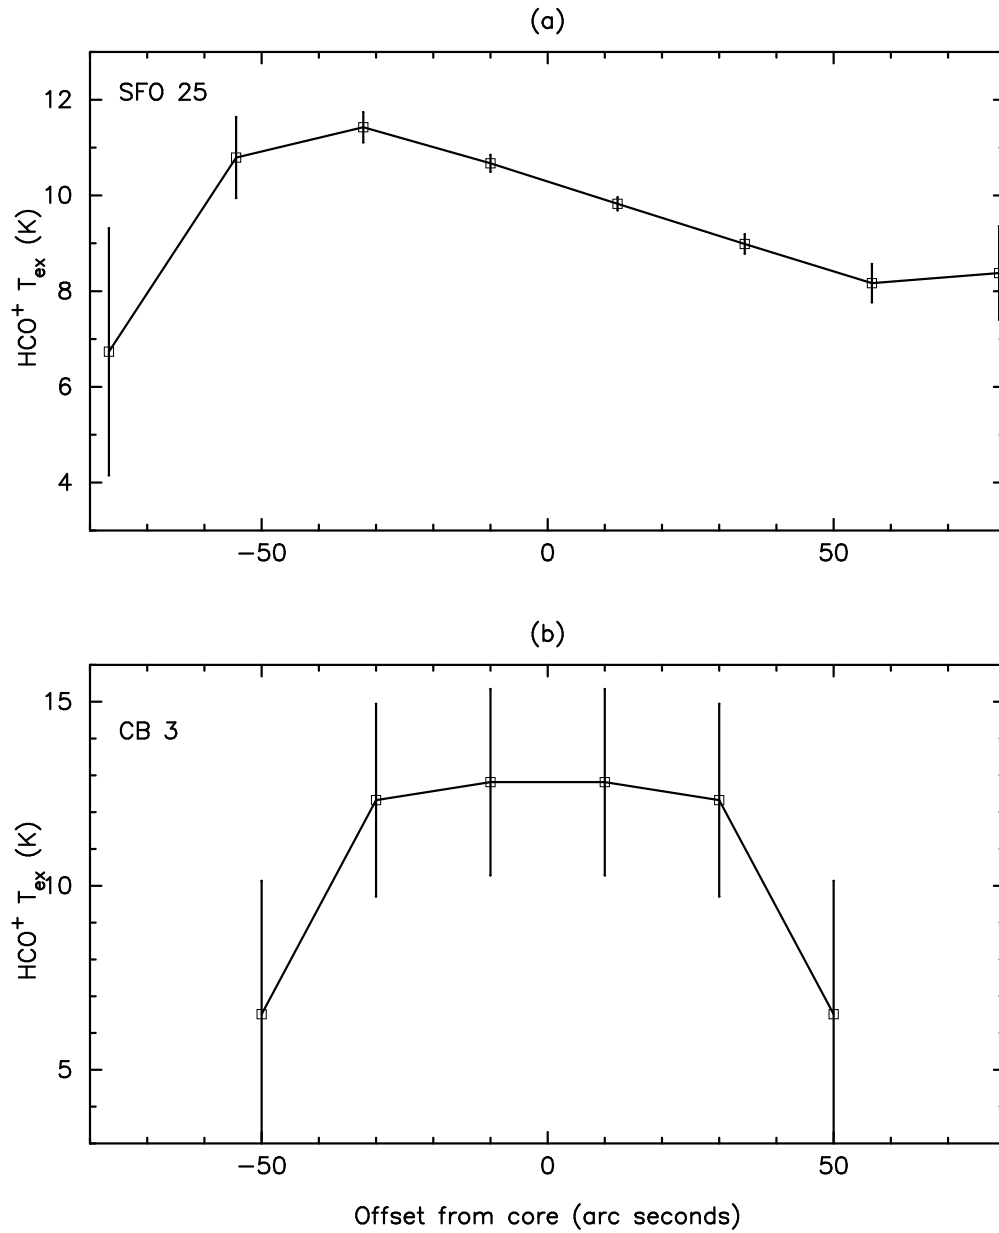 (a)
SFO 25
12
10
8
6
4
HCO+ Tex (K)
−50 0 50
(b)
CB 3
15
10
5
HCO+ Tex (K)
−50 0 50
Offset from core (arc seconds)